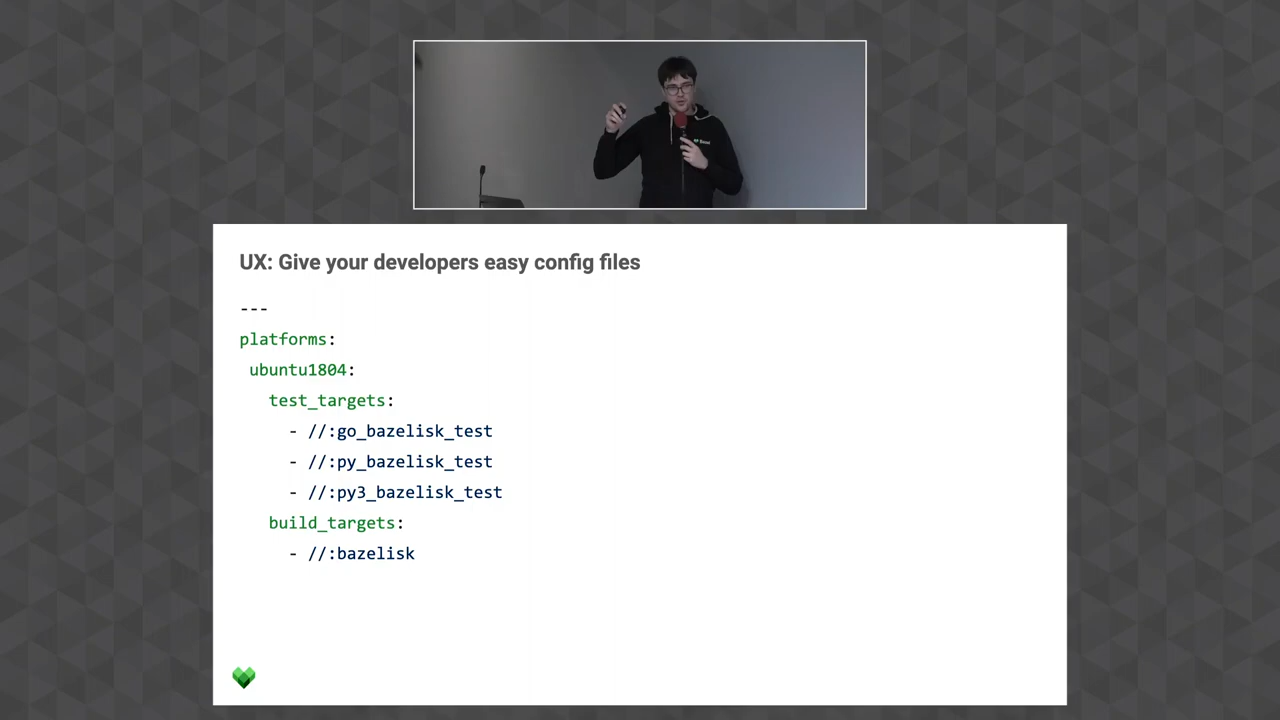 UX: Give your developers easy config files
---
platforms:
ubuntu1804:
test_targets:
- //:go_bazelisk_test
- //:py_bazelisk_test
- //:py3_bazelisk_test
build_targets:
- //:bazelisk